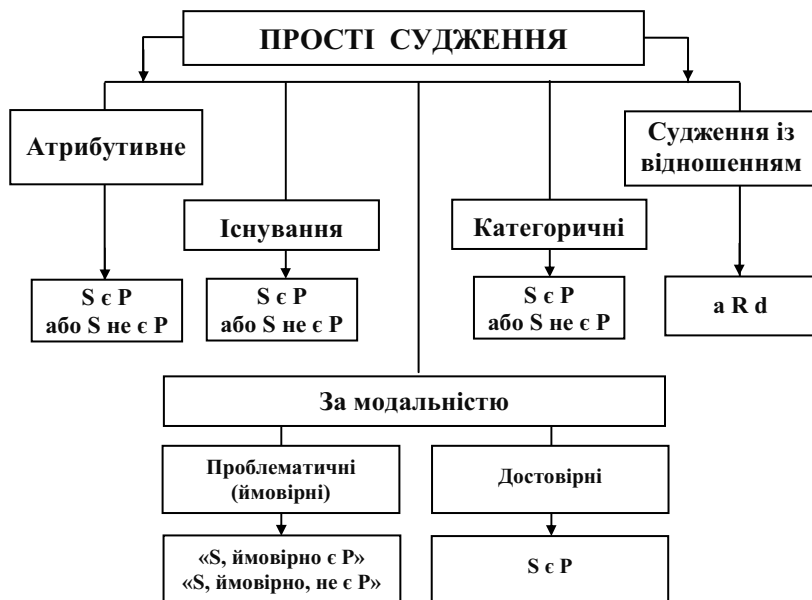 ПРОСТІ СУДЖЕННЯ
Атрибутивне
Судження із
відношенням
Існування
Категоричні
S є P
або S не є P
S є P
або S не є P
S є P
або S не є P
a R d
За модальністю
Проблематичні
(ймовірні)
Достовірні
«S, ймовірно є P»
«S, ймовірно, не є P»
S є P